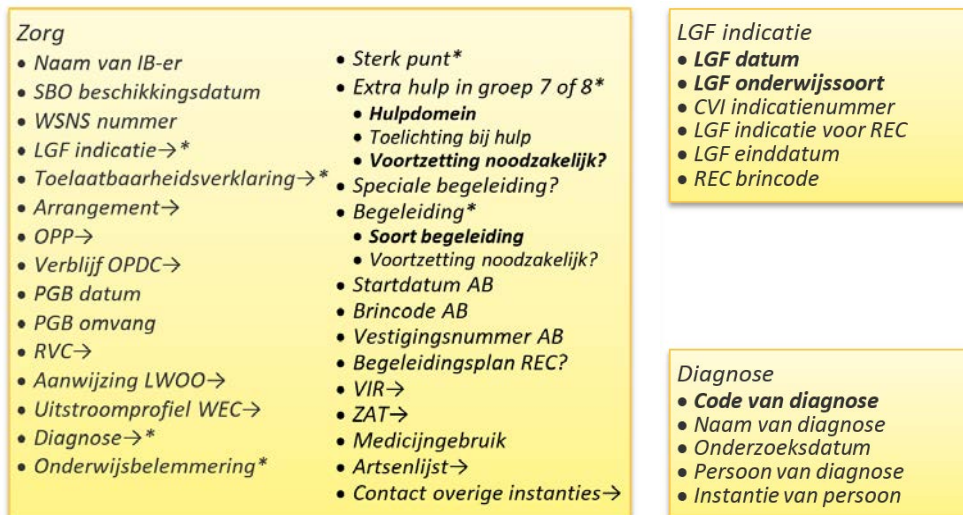 Zorg
• Naam van IB-er
• SBO beschikkingsdatum
• WSNS nummer
• LGF indicatie→*
• Toelaatbaarheidsverklaring→*
• Arrangement→
• OPP→
• Verblijf OPDC→
• PGB datum
• PGB omvang
• RVC→
• Aanwijzing LWOO→
• Uitstroomprofiel WEC→
• Diagnose→*
• Onderwijsbelemmering*
• Sterk punt*
• Extra hulp in groep 7 of 8*
• Hulpdomein
• Toelichting bij hulp
• Voortzetting noodzakelijk?
• Speciale begeleiding?
• Begeleiding*
• Soort begeleiding
• Voortzetting noodzakelijk?
• Startdatum AB
• Brincode AB
• Vestigingsnummer AB
• Begeleidingsplan REC?
• VIR→
• ZAT→
• Medicijngebruik
• Artsenlijst→
• Contact overige instanties→
LGF indicatie
• LGF datum
• LGF onderwijssoort
• CVI indicatienummer
• LGF indicatie voor REC
• LGF einddatum
• REC brincode
Diagnose
• Code van diagnose
• Naam van diagnose
• Onderzoeksdatum
• Persoon van diagnose
• Instantie van persoon